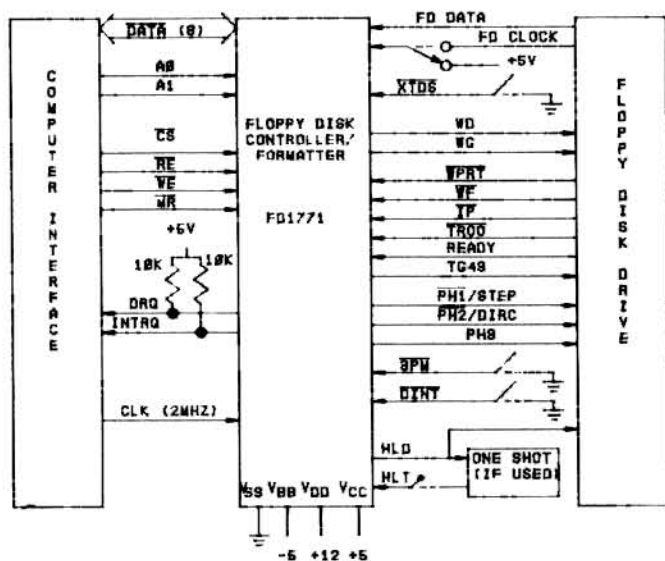 COMPUTER INTERFACE
DATA (8)
A0
A1
CS
RE
WE
MR
+5V
10K
10K
DRQ
INTRQ
CLK (2MHZ)
FLOPPY DISK
CONTROLLER/
FORMATTER
FD1771
VSS VBB VDD VCC
-5 +12 +5
FD DATA
FD CLOCK
+5V
XTDS
WD
WG
WPRT
WF
IP
TR00
READY
TG43
PH1/STEP
PH2/DIRC
PH3
3PM
DINT
HLD
HLT
ONE SHOT
(IF USED)
FLOPPY DISK DRIVE